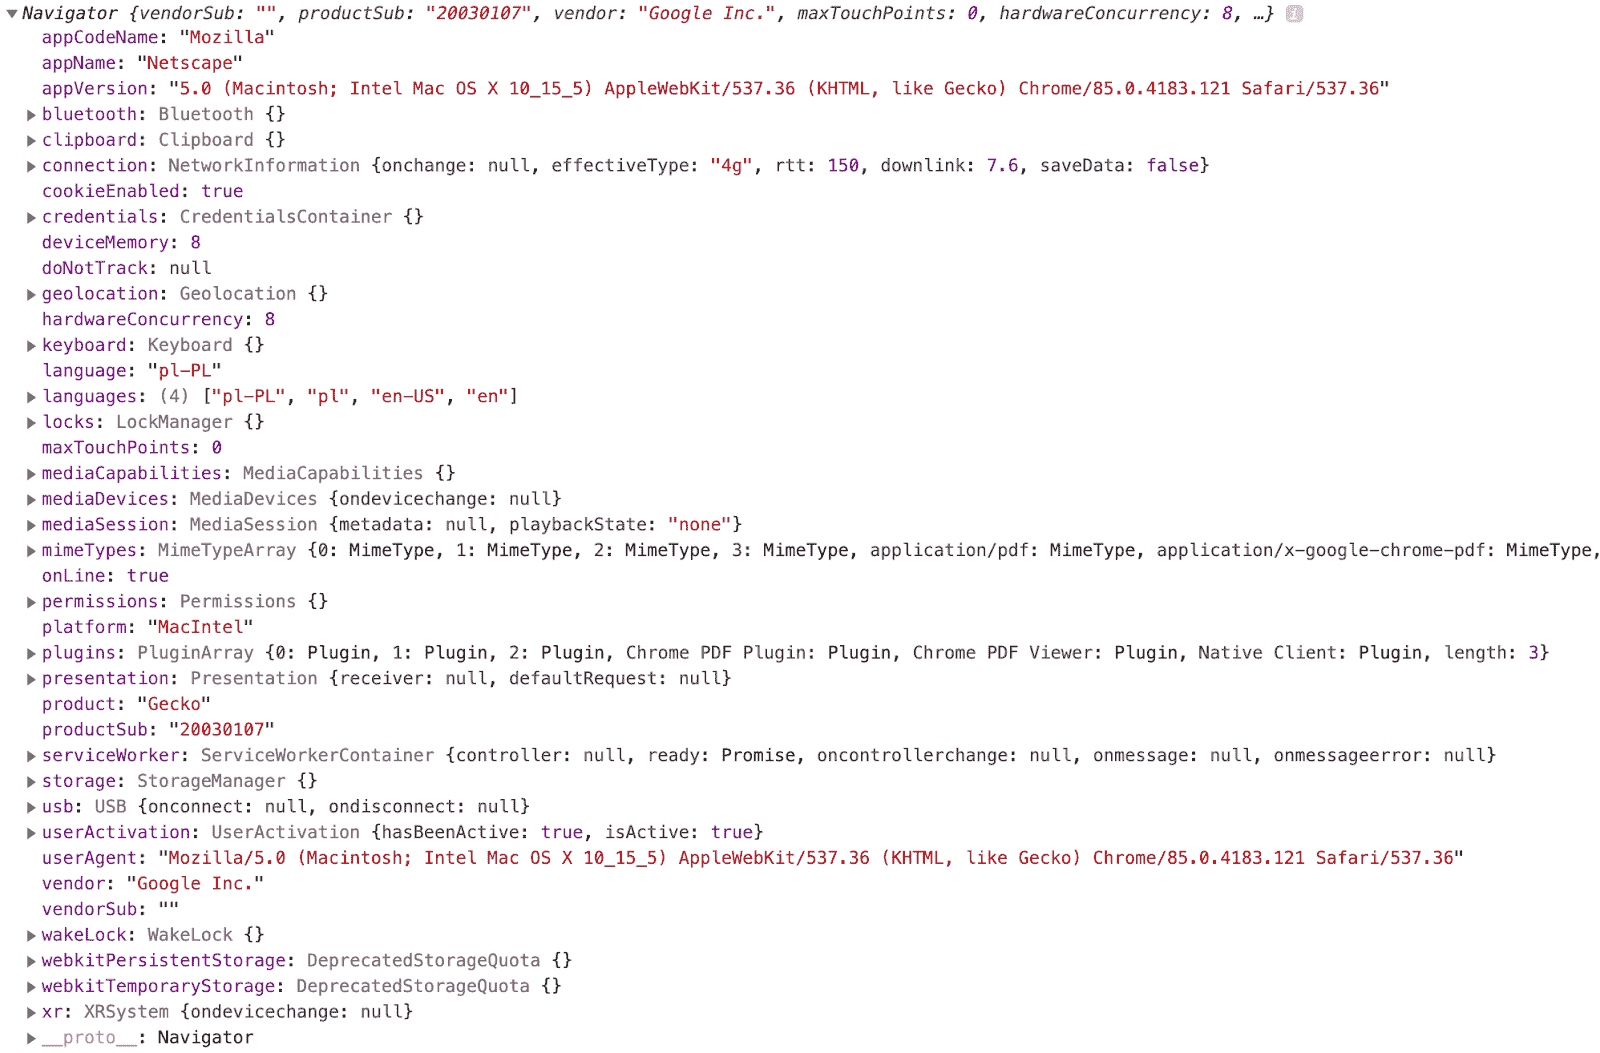 Navigator {vendorSub: "", productSub: "20030107", vendor: "Google Inc.", maxTouchPoints: 0, hardwareConcurrency: 8, …}
appCodeName: "Mozilla"
appName: "Netscape"
appVersion: "5.0 (Macintosh; Intel Mac OS X 10_15_5) AppleWebKit/537.36 (KHTML, like Gecko) Chrome/85.0.4183.121 Safari/537.36"
bluetooth: Bluetooth {}
clipboard: Clipboard {}
connection: NetworkInformation {onchange: null, effectiveType: "4g", rtt: 150, downlink: 7.6, saveData: false}
cookieEnabled: true
credentials: CredentialsContainer {}
deviceMemory: 8
doNotTrack: null
geolocation: Geolocation {}
hardwareConcurrency: 8
keyboard: Keyboard {}
language: "pl-PL"
languages: (4) ["pl-PL", "pl", "en-US", "en"]
locks: LockManager {}
maxTouchPoints: 0
mediaCapabilities: MediaCapabilities {}
mediaDevices: MediaDevices {ondevicechange: null}
mediaSession: MediaSession {metadata: null, playbackState: "none"}
mimeTypes: MimeTypeArray {0: MimeType, 1: MimeType, 2: MimeType, 3: MimeType, application/pdf: MimeType, application/x-google-chrome-pdf: MimeType,
onLine: true
permissions: Permissions {}
platform: "MacIntel"
plugins: PluginArray {0: Plugin, 1: Plugin, 2: Plugin, Chrome PDF Plugin: Plugin, Chrome PDF Viewer: Plugin, Native Client: Plugin, length: 3}
presentation: Presentation {receiver: null, defaultRequest: null}
product: "Gecko"
productSub: "20030107"
serviceWorker: ServiceWorkerContainer {controller: null, ready: Promise, oncontrollerchange: null, onmessage: null, onmessageerror: null}
storage: StorageManager {}
usb: USB {onconnect: null, ondisconnect: null}
userActivation: UserActivation {hasBeenActive: true, isActive: true}
userAgent: "Mozilla/5.0 (Macintosh; Intel Mac OS X 10_15_5) AppleWebKit/537.36 (KHTML, like Gecko) Chrome/85.0.4183.121 Safari/537.36"
vendor: "Google Inc."
vendorSub: ""
wakeLock: WakeLock {}
webkitPersistentStorage: DeprecatedStorageQuota {}
webkitTemporaryStorage: DeprecatedStorageQuota {}
xr: XRSystem {ondevicechange: null}
__proto__: Navigator